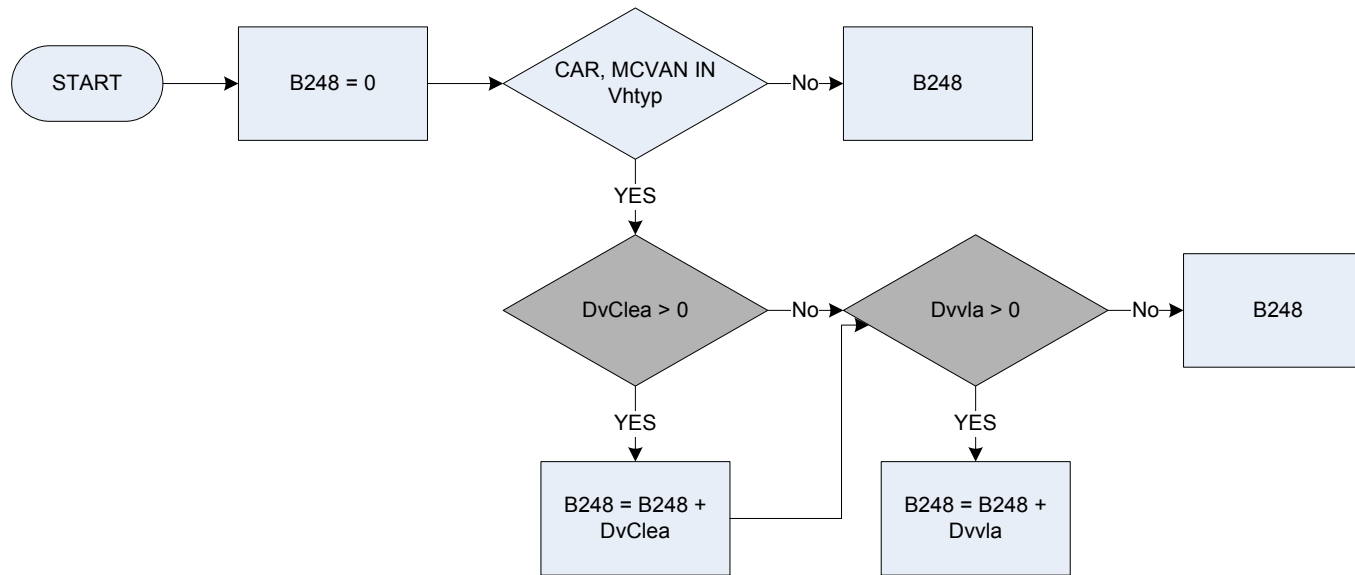 START
B248 = 0
CAR, MCVAN IN
Vhtyp
No
B248
YES
DvClea > 0
No
Dvvla > 0
No
B248
YES
YES
B248 = B248 +
DvClea
B248 = B248 +
Dvvla